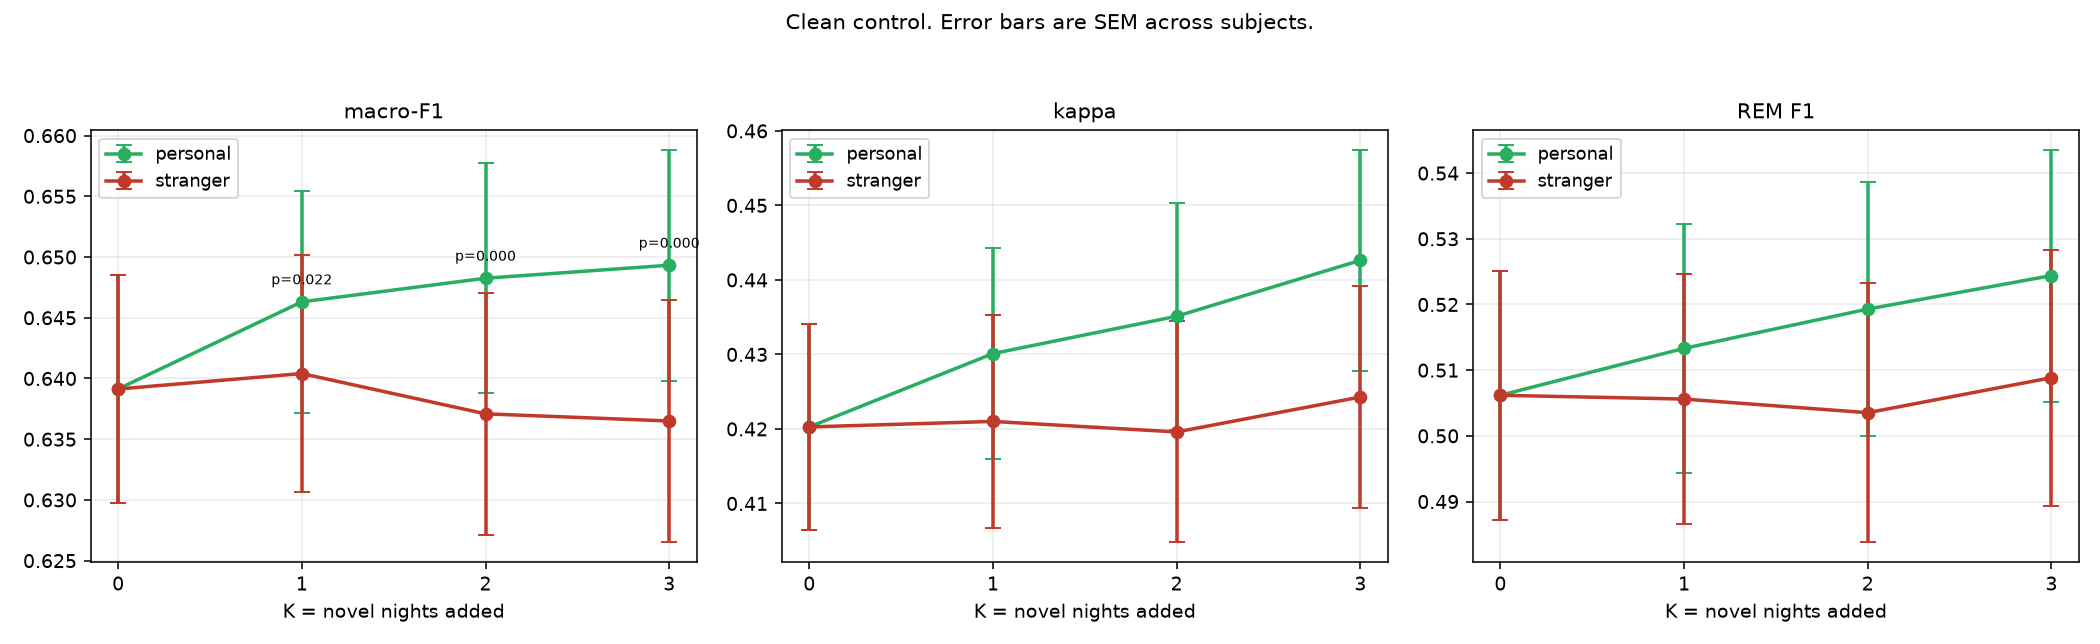 Clean control. Error bars are SEM across subjects.
macro-F1
0.660
0.655
0.650
0.645
0.640
0.635
0.630
0.625
personal
stranger
p=0.022
p=0.000
p=0.000
0
1
2
3
K = novel nights added
kappa
0.46
0.45
0.44
0.43
0.42
0.41
personal
stranger
0
1
2
3
K = novel nights added
REM F1
0.54
0.53
0.52
0.51
0.50
0.49
personal
stranger
0
1
2
3
K = novel nights added